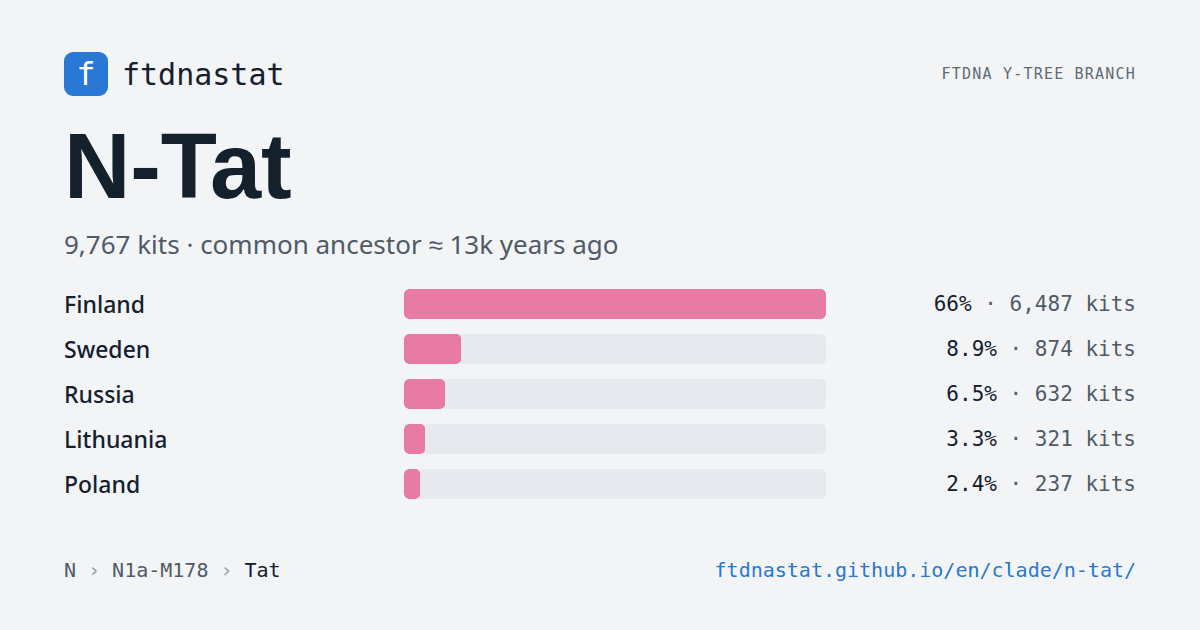 f ftdnastat
FTDNA Y-TREE BRANCH
N-Tat
9,767 kits · common ancestor ≈ 13k years ago
Finland 66% · 6,487 kits
Sweden 8.9% · 874 kits
Russia 6.5% · 632 kits
Lithuania 3.3% · 321 kits
Poland 2.4% · 237 kits
N › N1a-M178 › Tat
ftdnastat.github.io/en/clade/n-tat/